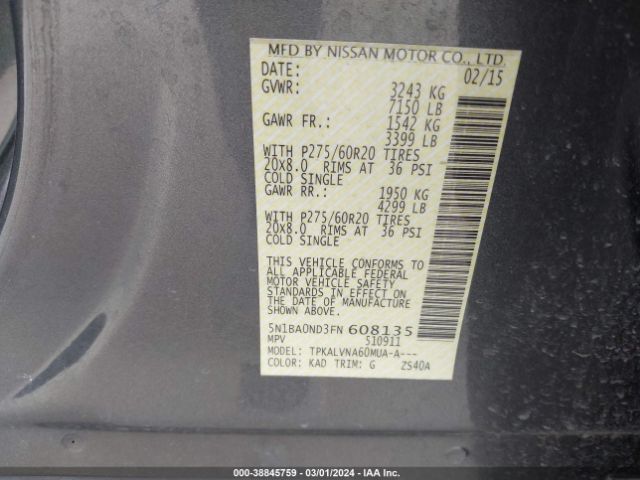 MFD BY NISSAN MOTOR CO., LTD.
DATE: 02/15
GVWR: 3243 KG
7150 LB
GAWR FR.: 1542 KG
3399 LB
WITH P275/60R20 TIRES
20X8.0 RIMS AT 36 PSI
COLD SINGLE
GAWR RR.: 1950 KG
4299 LB
WITH P275/60R20 TIRES
20X8.0 RIMS AT 36 PSI
COLD SINGLE
THIS VEHICLE CONFORMS TO
ALL APPLICABLE FEDERAL
MOTOR VEHICLE SAFETY
STANDARDS IN EFFECT ON
THE DATE OF MANUFACTURE
SHOWN ABOVE.
5N1BA0ND3FN 608135
MPV 510911
MODEL: TPKALVNA60MUA-A---
COLOR: KAD TRIM: G ZS40A
000-38845759 - 03/01/2024 - IAA Inc.